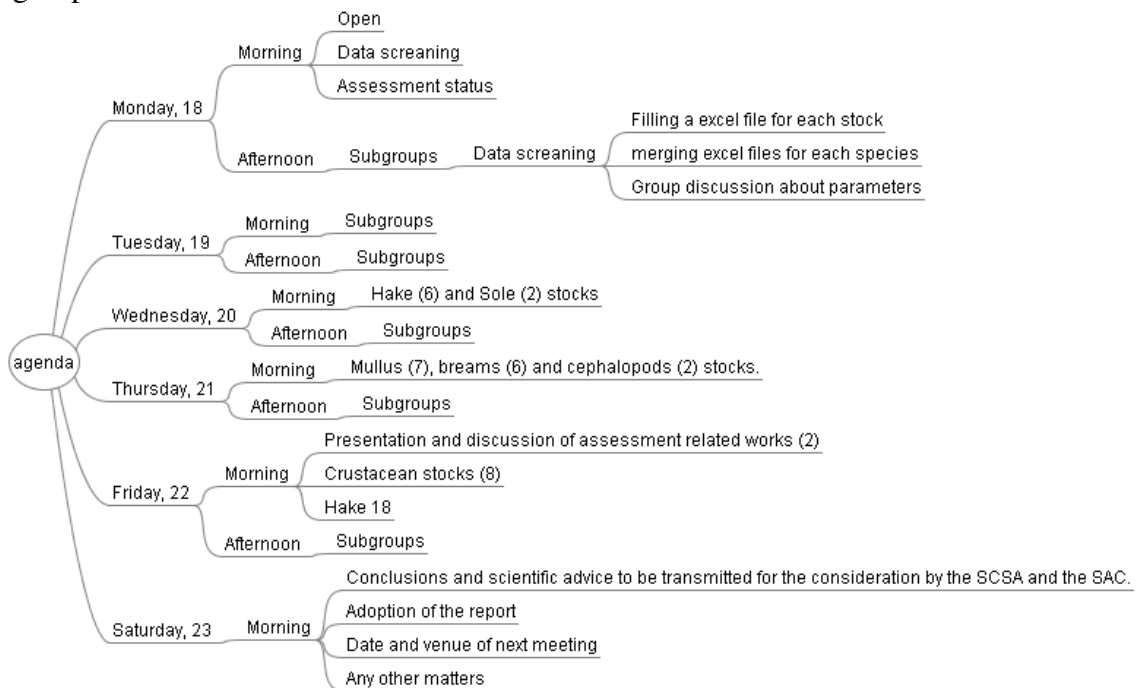 Open
Morning
Data screaning
Assessment status
Monday, 18
Filling a excel file for each stock
Afternoon
Subgroups
Data screaning
merging excel files for each species
Group discussion about parameters
Morning
Subgroups
Tuesday, 19
Afternoon
Subgroups
Morning
Hake (6) and Sole (2) stocks
Wednesday, 20
Afternoon
Subgroups
agenda
Morning
Mullus (7), breams (6) and cephalopods (2) stocks.
Thursday, 21
Afternoon
Subgroups
Presentation and discussion of assessment related works (2)
Morning
Crustacean stocks (8)
Hake 18
Friday, 22
Afternoon
Subgroups
Conclusions and scientific advice to be transmitted for the consideration by the SCSA and the SAC.
Adoption of the report
Saturday, 23
Morning
Date and venue of next meeting
Any other matters